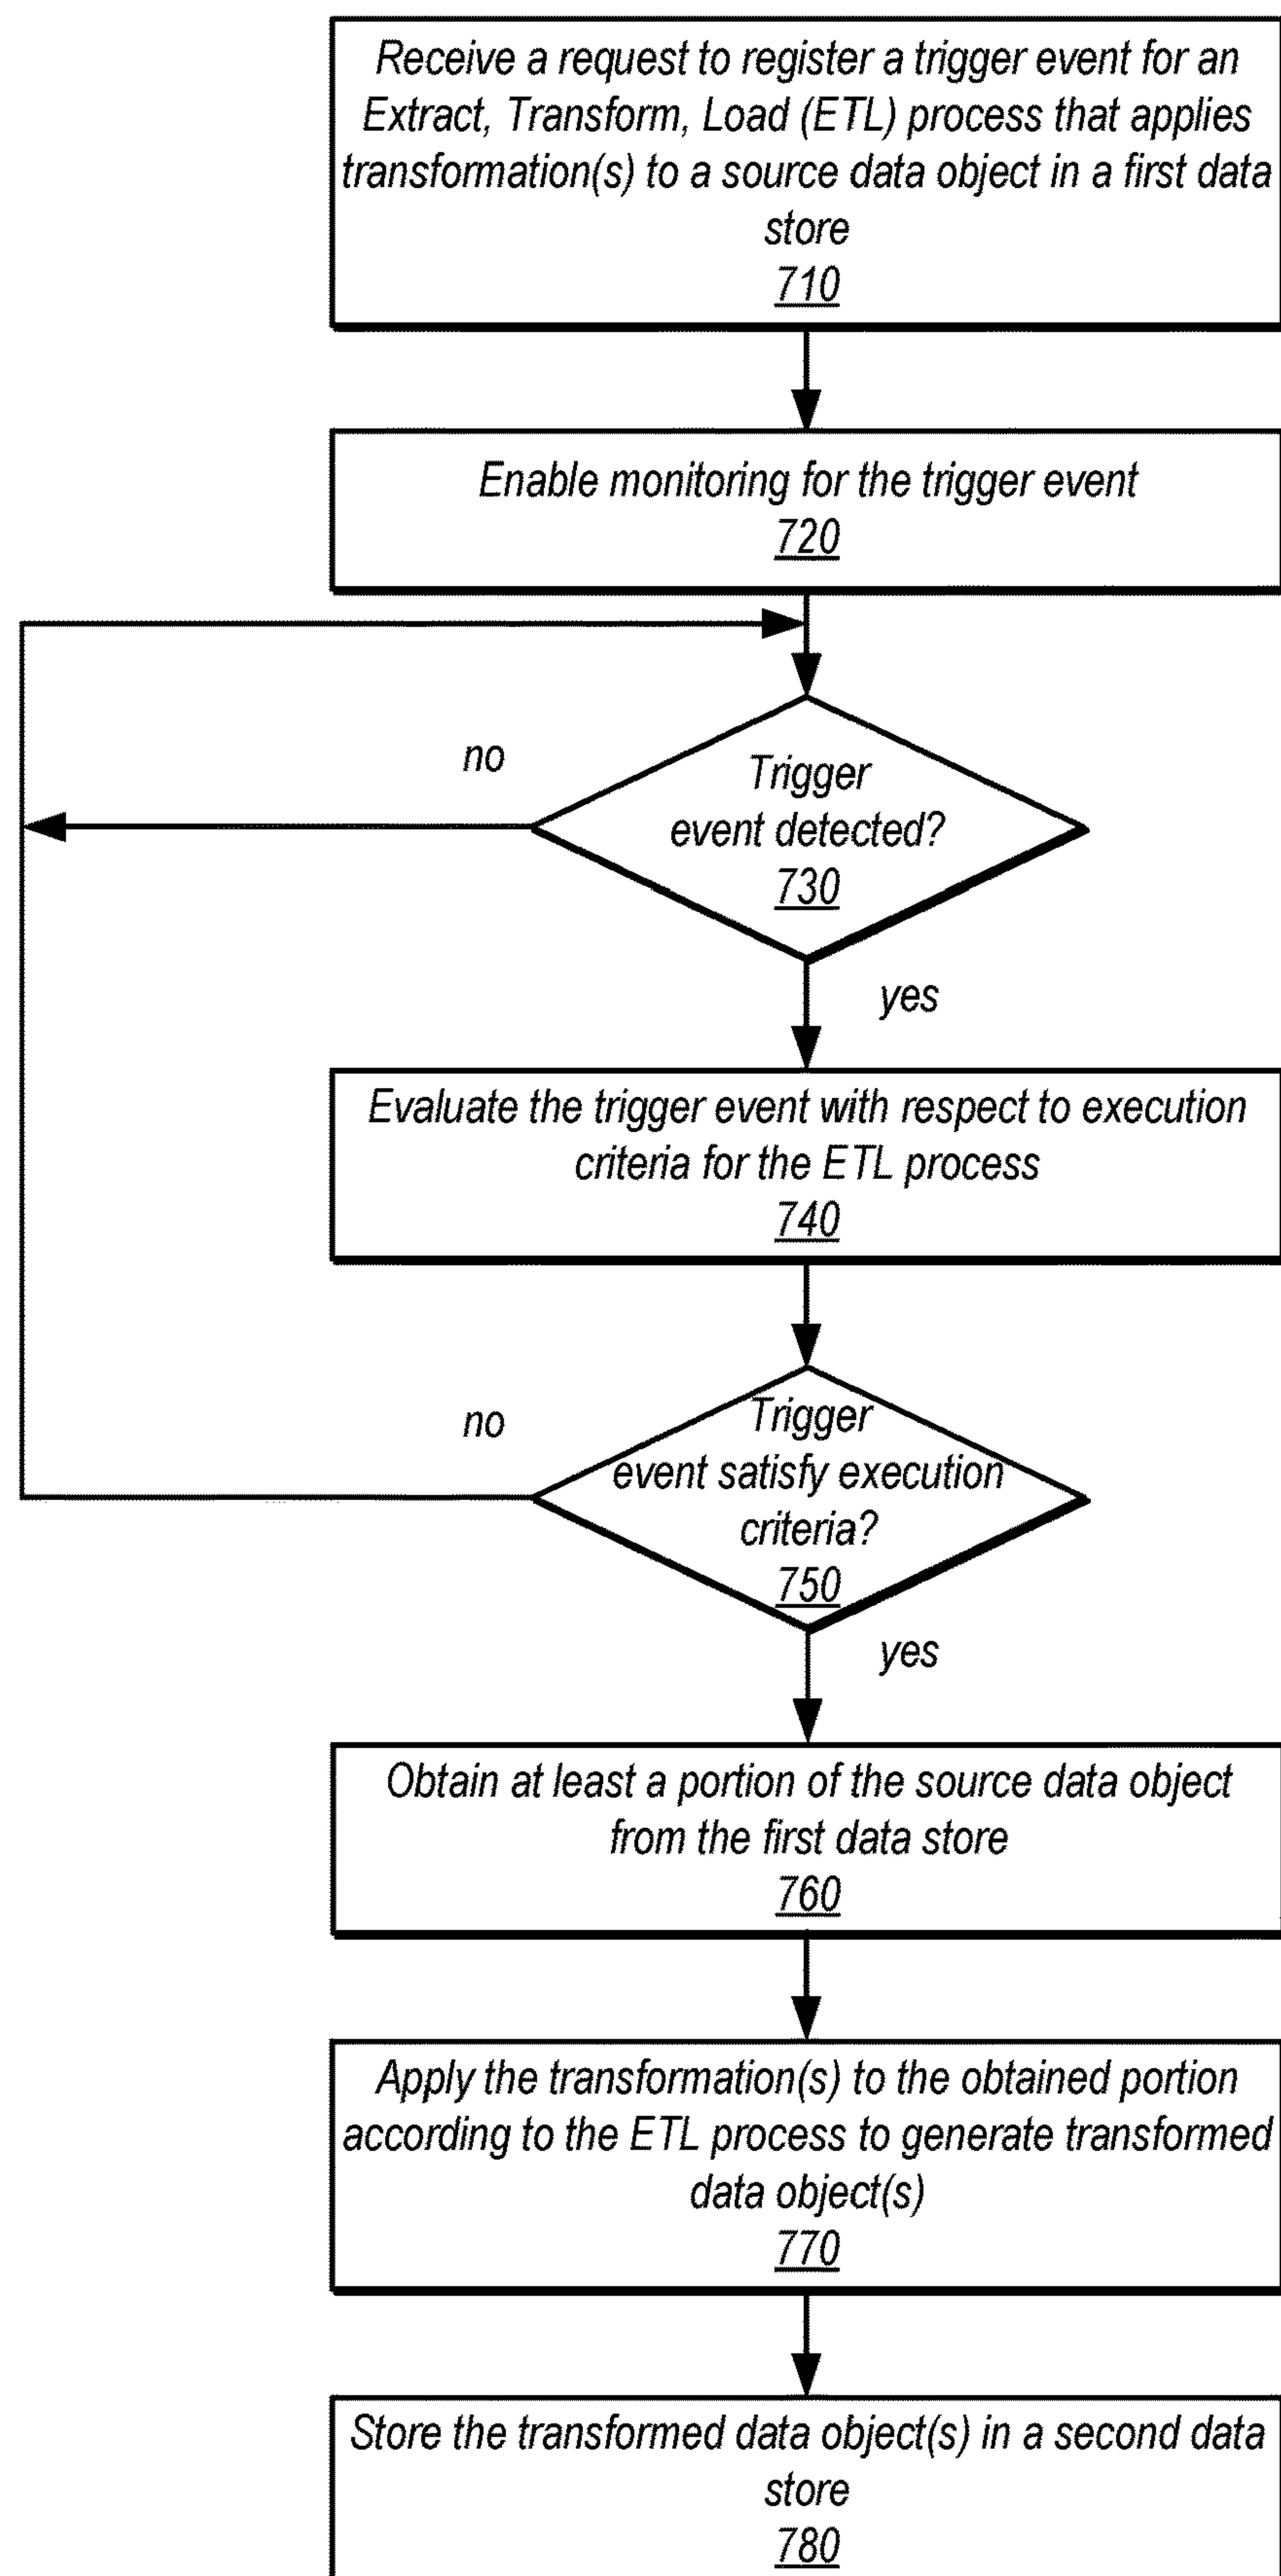 Receive a request to register a trigger event for an
Extract, Transform, Load (ETL) process that applies
transformation(s) to a source data object in a first data
store
710
Enable monitoring for the trigger event
720
no
Trigger
event detected?
730
yes
Evaluate the trigger event with respect to execution
criteria for the ETL process
740
no
Trigger
event satisfy execution
criteria?
750
yes
Obtain at least a portion of the source data object
from the first data store
760
Apply the transformation(s) to the obtained portion
according to the ETL process to generate transformed
data object(s)
770
Store the transformed data object(s) in a second data
store
780